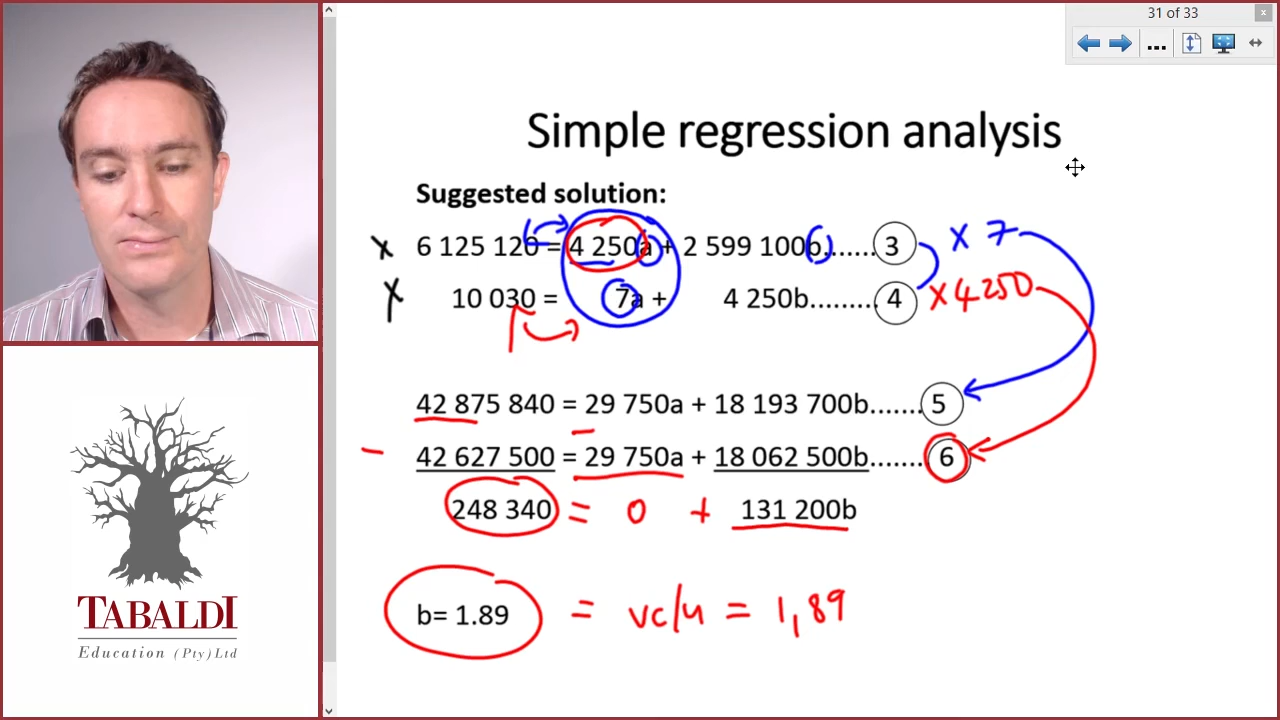 31 of 33
Simple regression analysis
Suggested solution:
x 6 125 120 = 4 250a + 2 599 100b........ 3 x 7
x 10 030 = 7a + 4 250b......... 4 x 4 250
42 875 840 = 29 750a + 18 193 700b....... 5
- 42 627 500 = 29 750a + 18 062 500b....... 6
248 340 = 0 + 131 200b
b= 1.89 = vc/u = 1,89
TABALDI
Education (Pty) Ltd